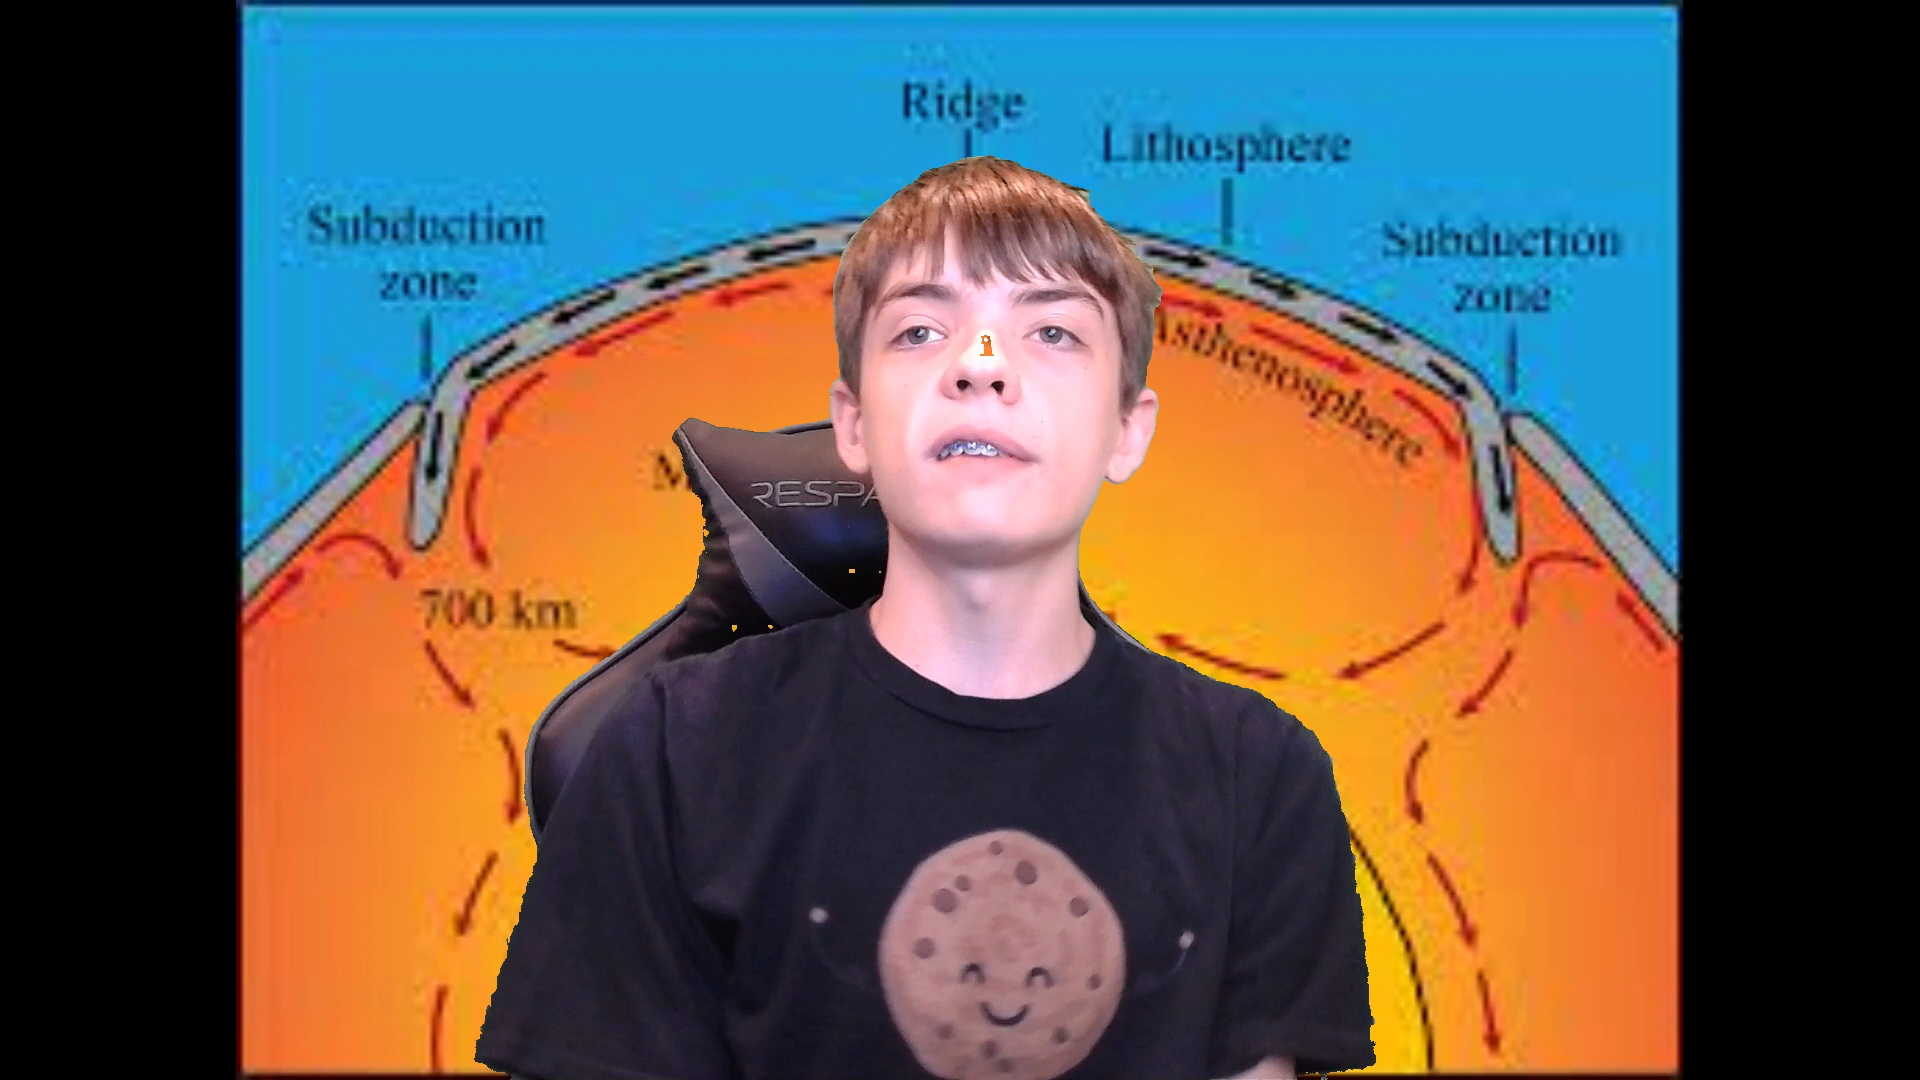 Ridge
Lithosphere
Subduction
zone
Subduction
zone
Asthenosphere
RESPA
700 km